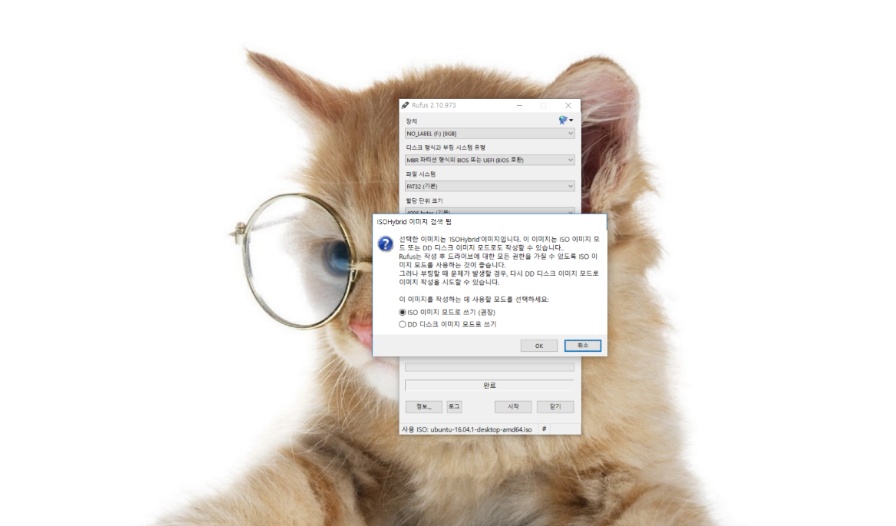 Rufus 2.10.973
장치
NO_LABEL (F:) [8GB]
디스크 형식과 부팅 시스템 유형
MBR 파티션 형식의 BIOS 또는 UEFI (BIOS 호환)
파일 시스템
FAT32 (기본)
할당 단위 크기
4096 bytes (기본)
ISOHybrid 이미지 검색 됨
선택한 이미지는 'ISOHybrid'이미지입니다. 이 이미지는 ISO 이미지 모
드 또는 DD 디스크 이미지 모드로도 작성할 수 있습니다..
Rufus는 작성 후 드라이브에 대한 모든 권한을 가질 수 있도록 ISO 이
미지 모드를 사용하는 것이 좋습니다.
그러나 부팅할 때 문제가 발생할 경우, 다시 DD 디스크 이미지 모드로
이미지 작성을 시도할 수 있습니다.
이 이미지를 작성하는 데 사용할 모드를 선택하세요:
ISO 이미지 모드로 쓰기 (권장)
DD 디스크 이미지 모드로 쓰기
OK
취소
완료
정보...
로그
시작
닫기
사용 ISO: ubuntu-16.04.1-desktop-amd64.iso
#